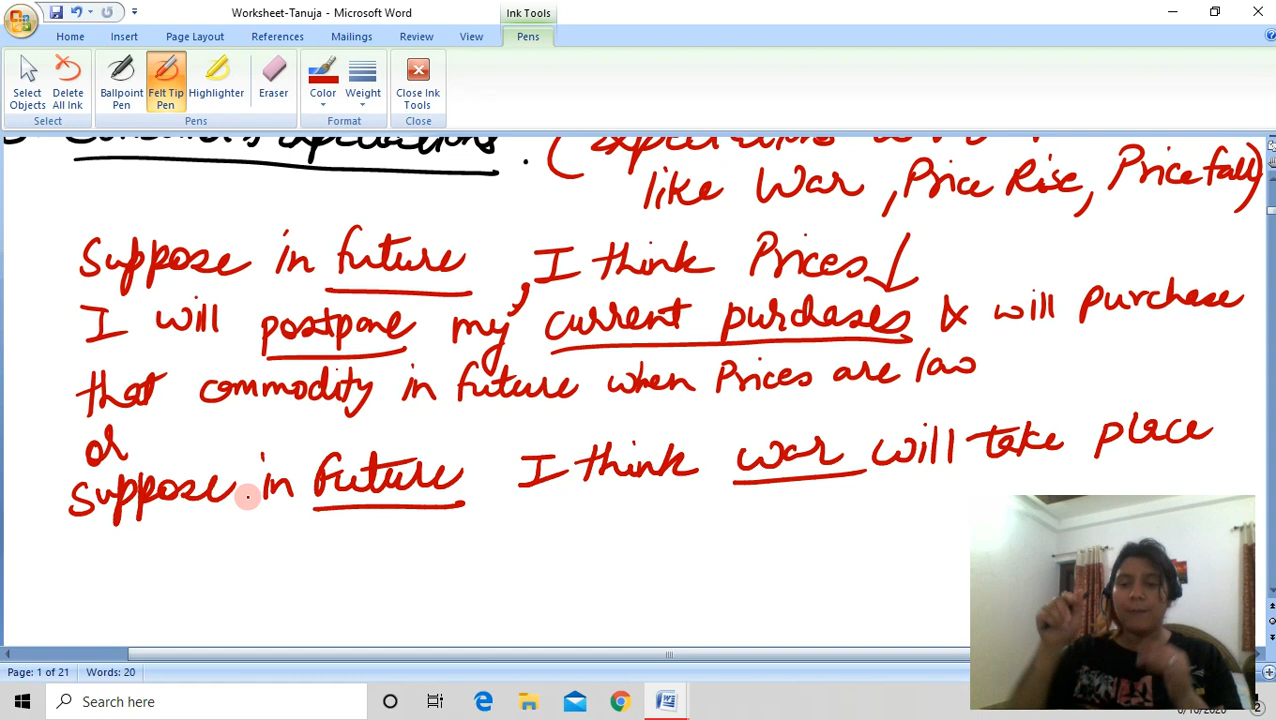 Worksheet-Tanuja - Microsoft Word
Ink Tools
Home Insert Page Layout References Mailings Review View Pens
Select Objects
Delete All Ink
Ballpoint Pen
Felt Tip Pen
Highlighter
Eraser
Color
Weight
Close Ink Tools
Select Pens Format Close
like War, Price Rise, Price fall)
Suppose in future, I think Prices ↓
I will postpone my current purchases & will purchase
that commodity in future when Prices are low
or
Suppose in future I think war will take place
Page: 1 of 21 Words: 20
Search here